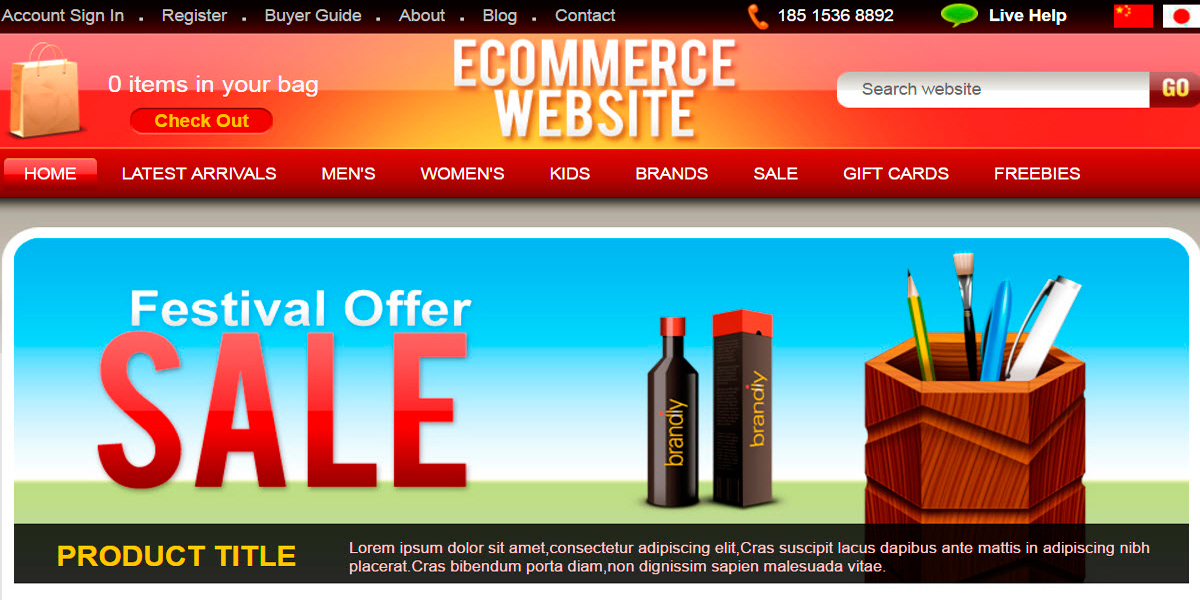 Account Sign In . Register . Buyer Guide . About . Blog . Contact
185 1536 8892
Live Help
0 items in your bag
Check Out
ECOMMERCE
WEBSITE
Search website
GO
HOME LATEST ARRIVALS MEN'S WOMEN'S KIDS BRANDS SALE GIFT CARDS FREEBIES
Festival Offer
SALE
brandiy
brandiy
PRODUCT TITLE
Lorem ipsum dolor sit amet,consectetur adipiscing elit,Cras suscipit lacus dapibus ante mattis in adipiscing nibh
placerat.Cras bibendum porta diam,non dignissim sapien malesuada vitae.